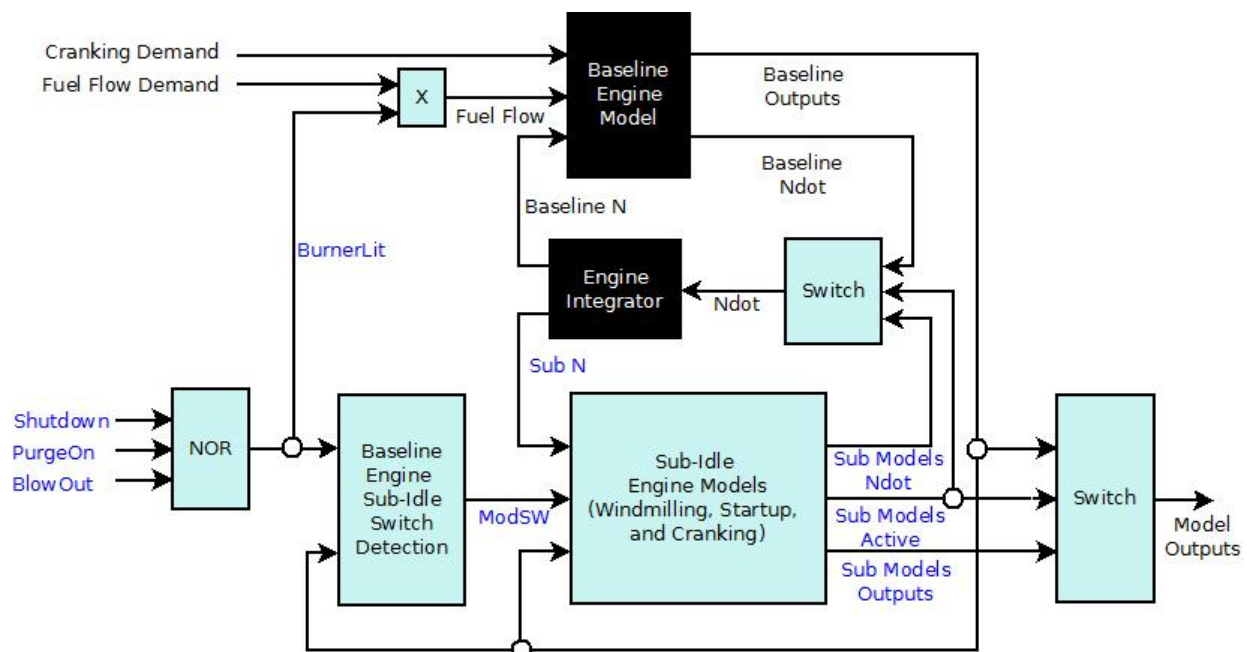 Cranking Demand
Fuel Flow Demand
X
Fuel Flow
Baseline
Engine
Model
Baseline
Outputs
Baseline
Ndot
Baseline N
BurnerLit
Engine
Integrator
Ndot
Switch
Sub N
Shutdown
PurgeOn
BlowOut
NOR
Baseline
Engine
Sub-Idle
Switch
Detection
ModSW
Sub-Idle
Engine Models
(Windmilling, Startup,
and Cranking)
Sub Models
Ndot
Sub Models
Active
Sub Models
Outputs
Switch
Model
Outputs